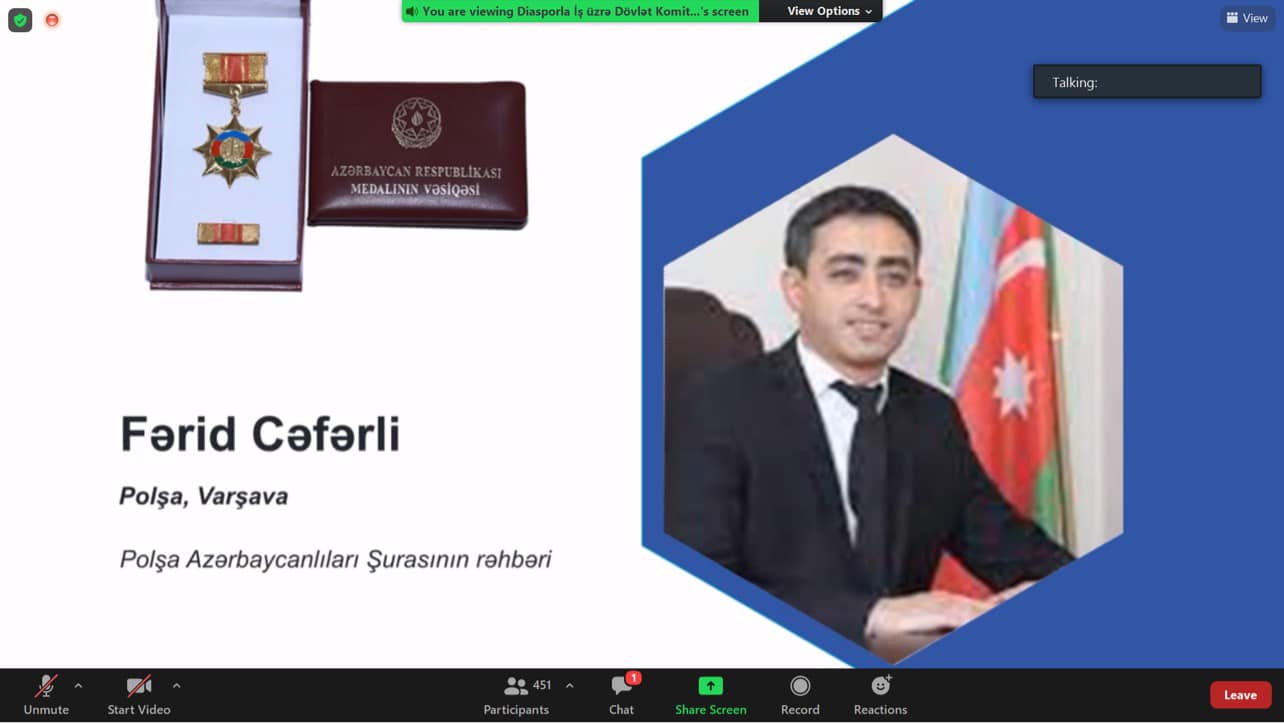 You are viewing Diasporla İş üzrə Dövlət Komit...'s screen
View Options
View
Talking:
AZƏRBAYCAN RESPUBLİKASI
MEDALININ VƏSİQƏSİ
Fərid Cəfərli
Polşa, Varşava
Polşa Azərbaycanlıları Şurasının rəhbəri
451
1
Unmute
Start Video
Participants
Chat
Share Screen
Record
Reactions
Leave